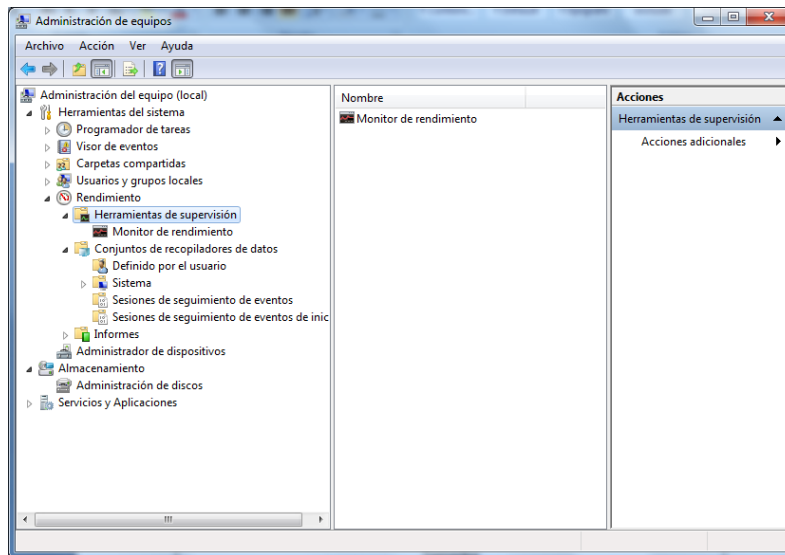 Administración de equipos
Archivo Acción Ver Ayuda
Administración del equipo (local)
Herramientas del sistema
Programador de tareas
Visor de eventos
Carpetas compartidas
Usuarios y grupos locales
Rendimiento
Herramientas de supervisión
Monitor de rendimiento
Conjuntos de recopiladores de datos
Definido por el usuario
Sistema
Sesiones de seguimiento de eventos
Sesiones de seguimiento de eventos de inic
Informes
Administrador de dispositivos
Almacenamiento
Administración de discos
Servicios y Aplicaciones
Nombre
Monitor de rendimiento
Acciones
Herramientas de supervisión
Acciones adicionales